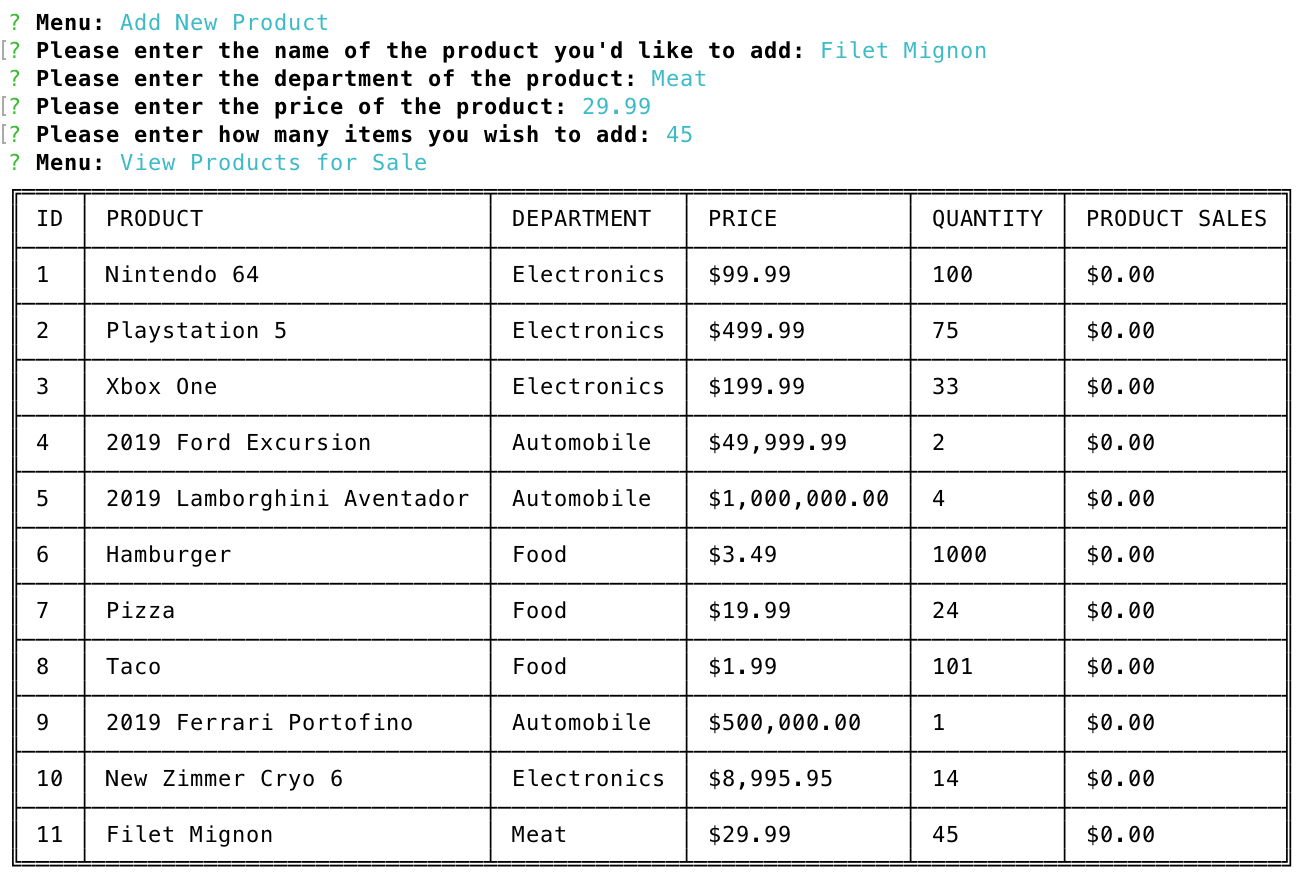 ? Menu: Add New Product
[? Please enter the name of the product you'd like to add: Filet Mignon
? Please enter the department of the product: Meat
[? Please enter the price of the product: 29.99
[? Please enter how many items you wish to add: 45
? Menu: View Products for Sale
ID PRODUCT DEPARTMENT PRICE QUANTITY PRODUCT SALES
1 Nintendo 64 Electronics $99.99 100 $0.00
2 Playstation 5 Electronics $499.99 75 $0.00
3 Xbox One Electronics $199.99 33 $0.00
4 2019 Ford Excursion Automobile $49,999.99 2 $0.00
5 2019 Lamborghini Aventador Automobile $1,000,000.00 4 $0.00
6 Hamburger Food $3.49 1000 $0.00
7 Pizza Food $19.99 24 $0.00
8 Taco Food $1.99 101 $0.00
9 2019 Ferrari Portofino Automobile $500,000.00 1 $0.00
10 New Zimmer Cryo 6 Electronics $8,995.95 14 $0.00
11 Filet Mignon Meat $29.99 45 $0.00